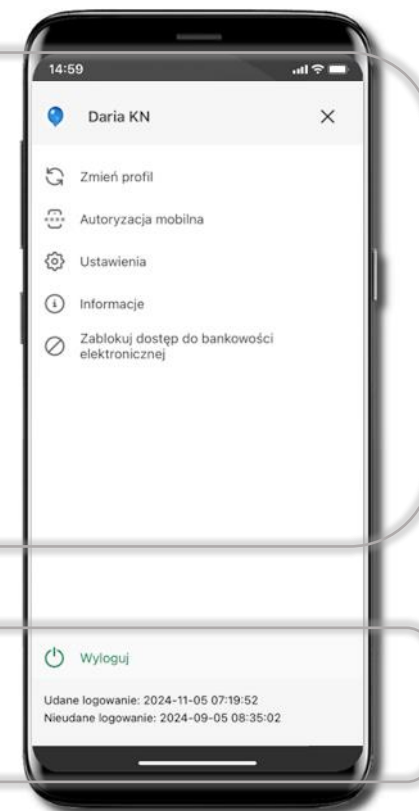 14:59
Daria KN
Zmień profil
Autoryzacja mobilna
Ustawienia
Informacje
Zablokuj dostęp do bankowości
elektronicznej
Wyloguj
Udane logowanie: 2024-11-05 07:19:52
Nieudane logowanie: 2024-09-05 08:35:02